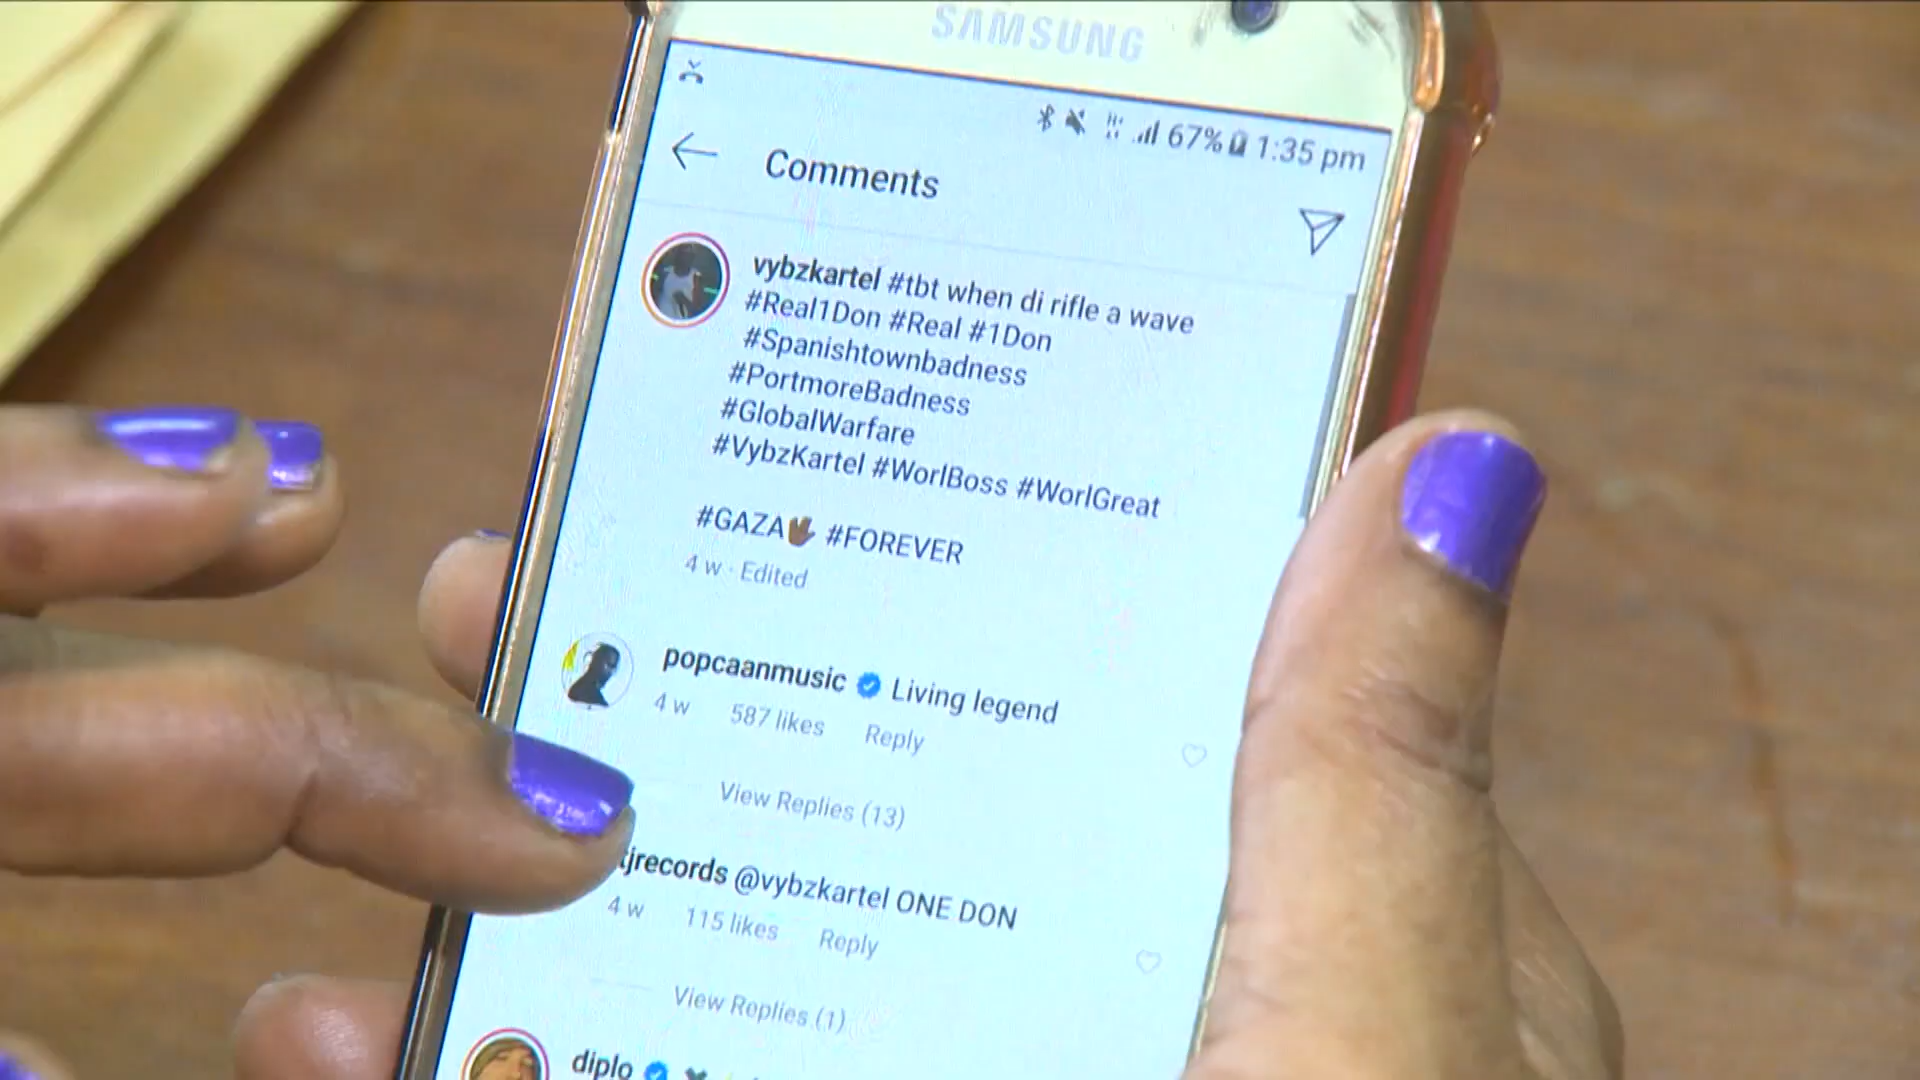 SAMSUNG
67% 1:35 pm
Comments
vybzkartel #tbt when di rifle a wave
#Real1Don #Real #1Don
#Spanishtownbadness
#PortmoreBadness
#GlobalWarfare
#VybzKartel #WorlBoss #WorlGreat
#GAZA🖖🏾 #FOREVER
4 w · Edited
popcaanmusic Living legend
4 w 587 likes Reply
View Replies (13)
tjrecords @vybzkartel ONE DON
4 w 115 likes Reply
View Replies (1)
diplo